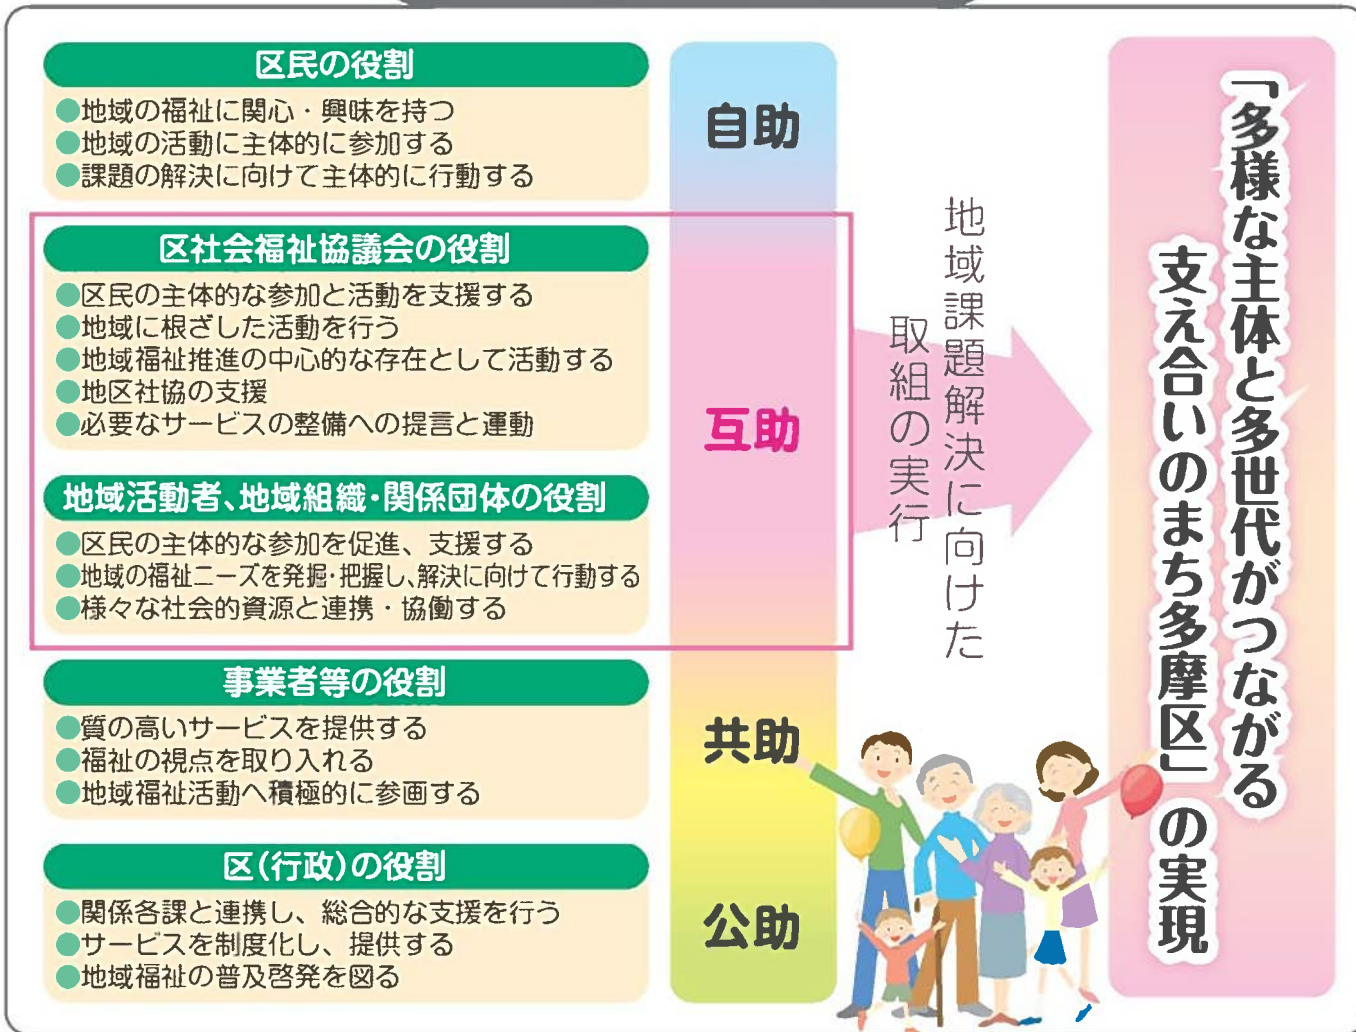 区民の役割
●地域の福祉に関心・興味を持つ
●地域の活動に主体的に参加する
●課題の解決に向けて主体的に行動する
区社会福祉協議会の役割
●区民の主体的な参加と活動を支援する
●地域に根ざした活動を行う
●地域福祉推進の中心的な存在として活動する
●地区社協の支援
●必要なサービスの整備への提言と運動
地域活動者、地域組織・関係団体の役割
●区民の主体的な参加を促進、支援する
●地域の福祉ニーズを発掘・把握し、解決に向けて行動する
●様々な社会的資源と連携・協働する
事業者等の役割
●質の高いサービスを提供する
●福祉の視点を取り入れる
●地域福祉活動へ積極的に参画する
区(行政)の役割
●関係各課と連携し、総合的な支援を行う
●サービスを制度化し、提供する
●地域福祉の普及啓発を図る
自助
互助
共助
公助
地域課題解決に向けた
取組の実行
「多様な主体と多世代がつながる
支え合いのまち多摩区」の実現